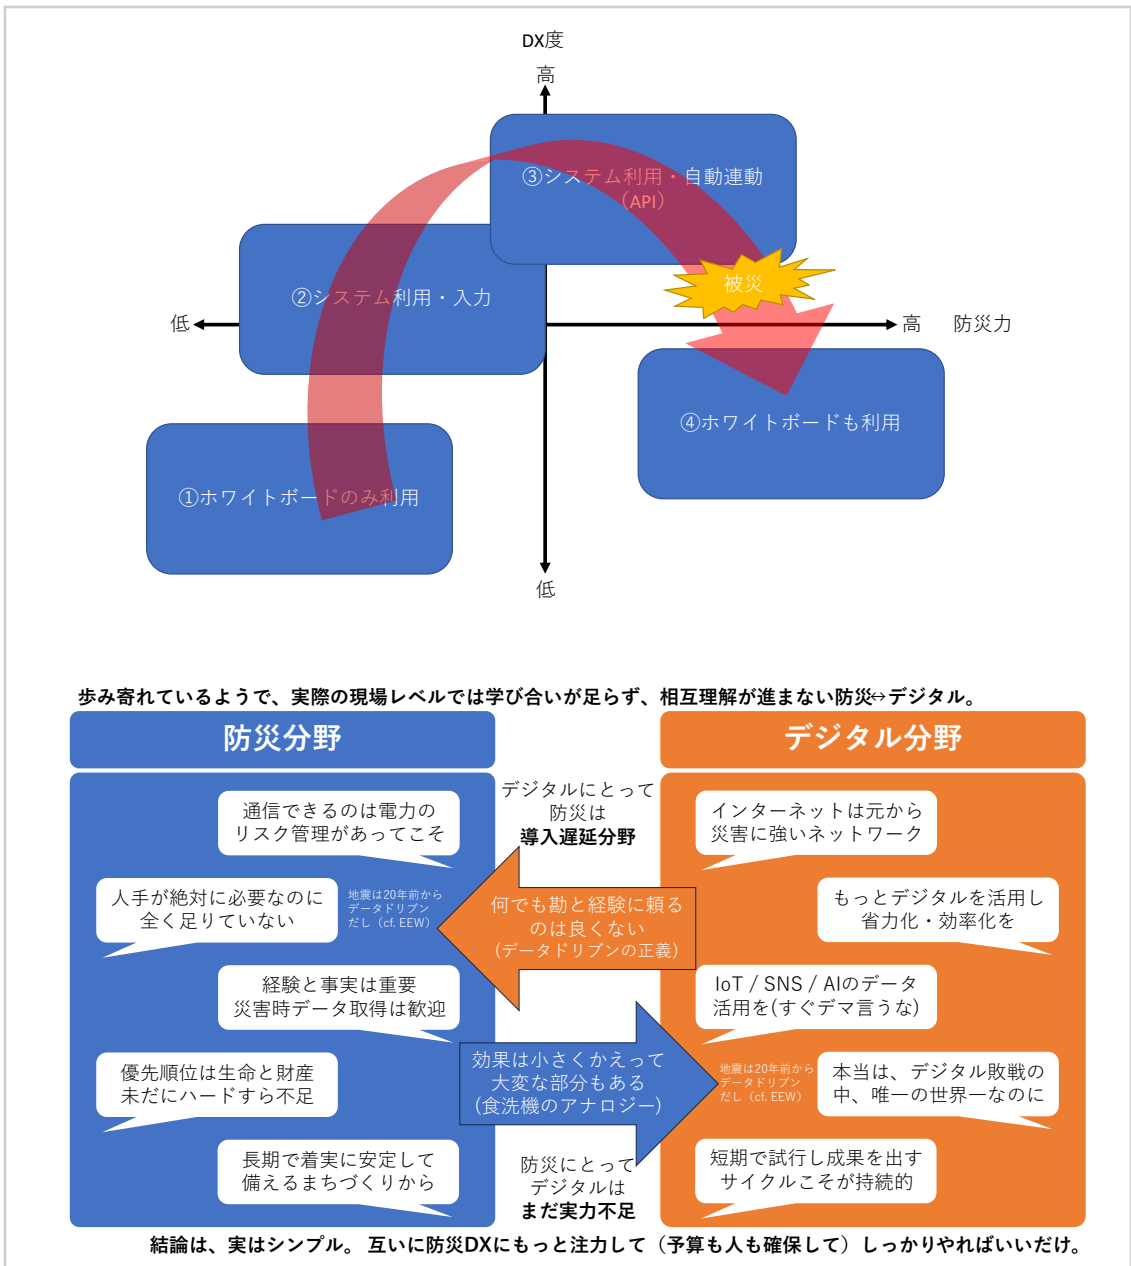 DX度
高
③システム利用・自動連動
（API）
被災
②システム利用・入力
低
高
防災力
④ホワイトボードも利用
①ホワイトボードのみ利用
低
歩み寄れているようで、実際の現場レベルでは学び合いが足らず、相互理解が進まない防災↔デジタル。
防災分野
デジタル分野
通信できるのは電力の
リスク管理があってこそ
デジタルにとって
防災は
導入遅延分野
インターネットは元から
災害に強いネットワーク
人手が絶対に必要なのに
全く足りていない
地震は20年前から
データドリブン
だし（cf. EEW）
何でも勘と経験に頼る
のは良くない
(データドリブンの正義)
もっとデジタルを活用し
省力化・効率化を
経験と事実は重要
災害時データ取得は歓迎
IoT / SNS / AIのデータ
活用を(すぐデマ言うな)
優先順位は生命と財産
未だにハードすら不足
効果は小さくかえって
大変な部分もある
(食洗機のアナロジー)
地震は20年前から
データドリブン
だし（cf. EEW）
本当は、デジタル敗戦の
中、唯一の世界一なのに
長期で着実に安定して
備えるまちづくりから
防災にとって
デジタルは
まだ実力不足
短期で試行し成果を出す
サイクルこそが持続的
結論は、実はシンプル。 互いに防災DXにもっと注力して（予算も人も確保して）しっかりやればいいだけ。